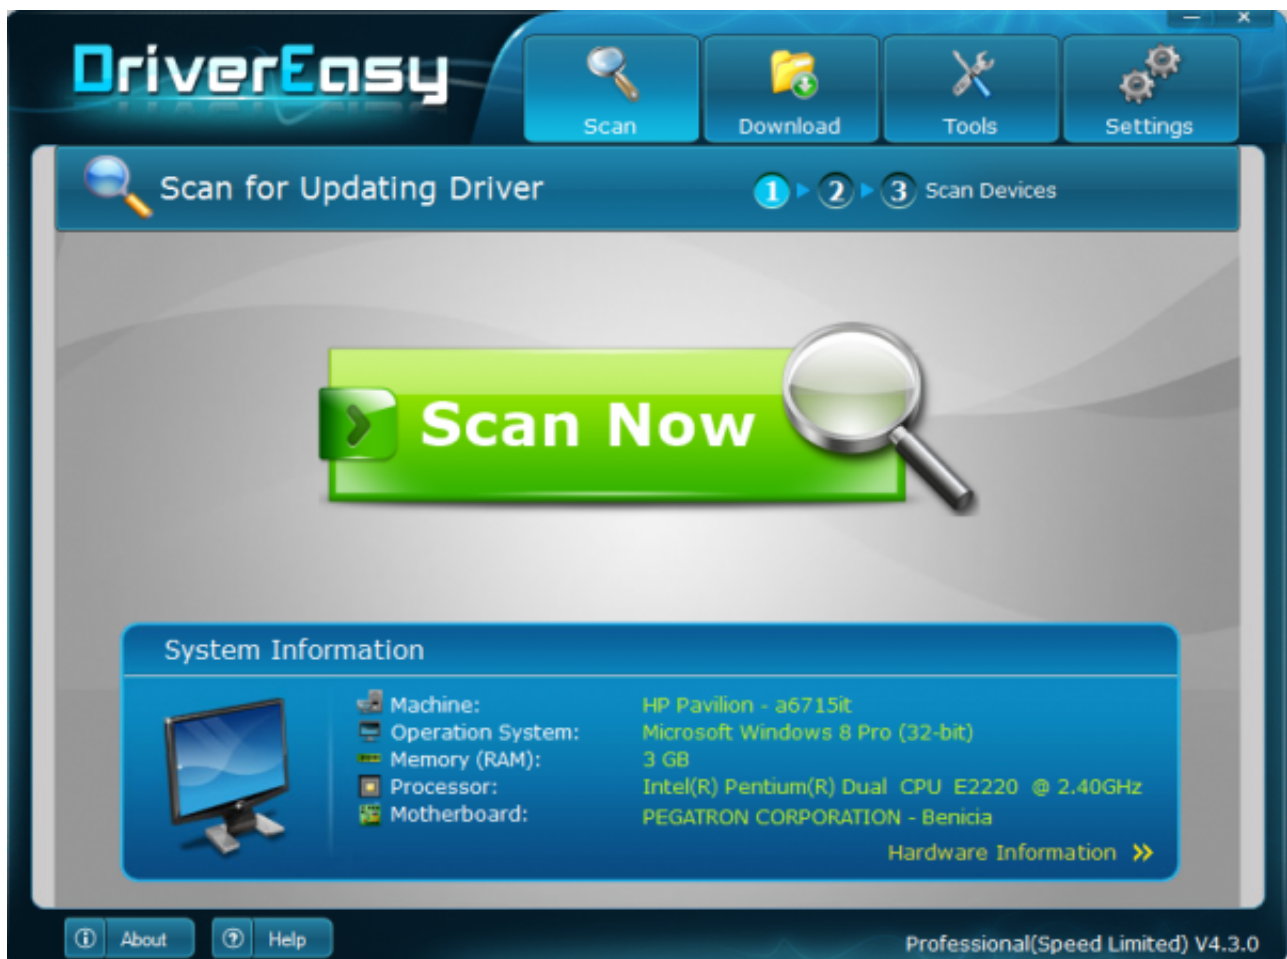 DriverEasy
Scan
Download
Tools
Settings
Scan for Updating Driver
1 2 3 Scan Devices
Scan Now
System Information
Machine: HP Pavilion - a6715it
Operation System: Microsoft Windows 8 Pro (32-bit)
Memory (RAM): 3 GB
Processor: Intel(R) Pentium(R) Dual CPU E2220 @ 2.40GHz
Motherboard: PEGATRON CORPORATION - Benicia
Hardware Information
About
Help
Professional(Speed Limited) V4.3.0